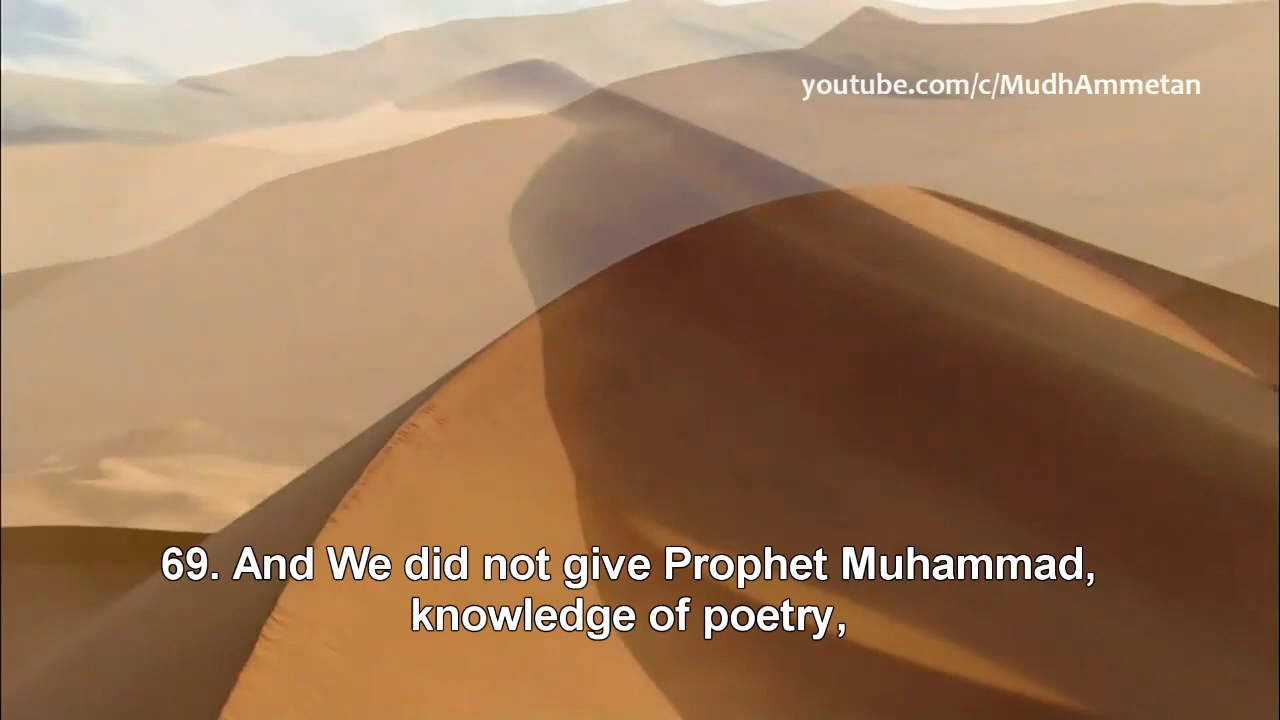 youtube.com/c/MudhAmmetan
69. And We did not give Prophet Muhammad,
knowledge of poetry,